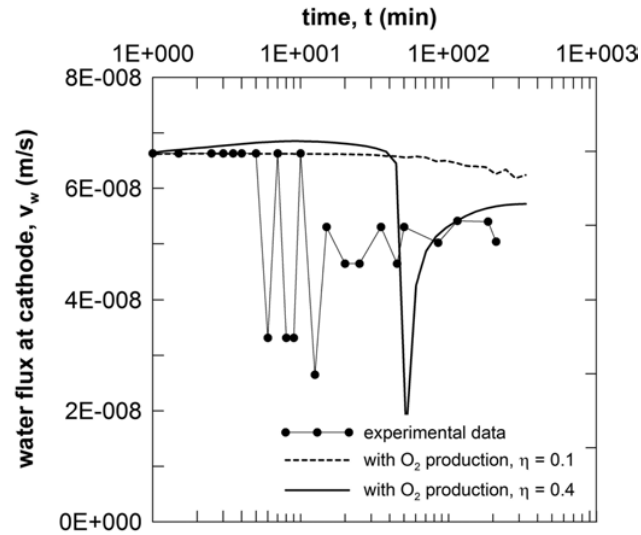 time, t (min)
1E+000 1E+001 1E+002 1E+003
8E-008
6E-008
4E-008
2E-008
0E+000
water flux at cathode, v_w (m/s)
experimental data
with O₂ production, η = 0.1
with O₂ production, η = 0.4